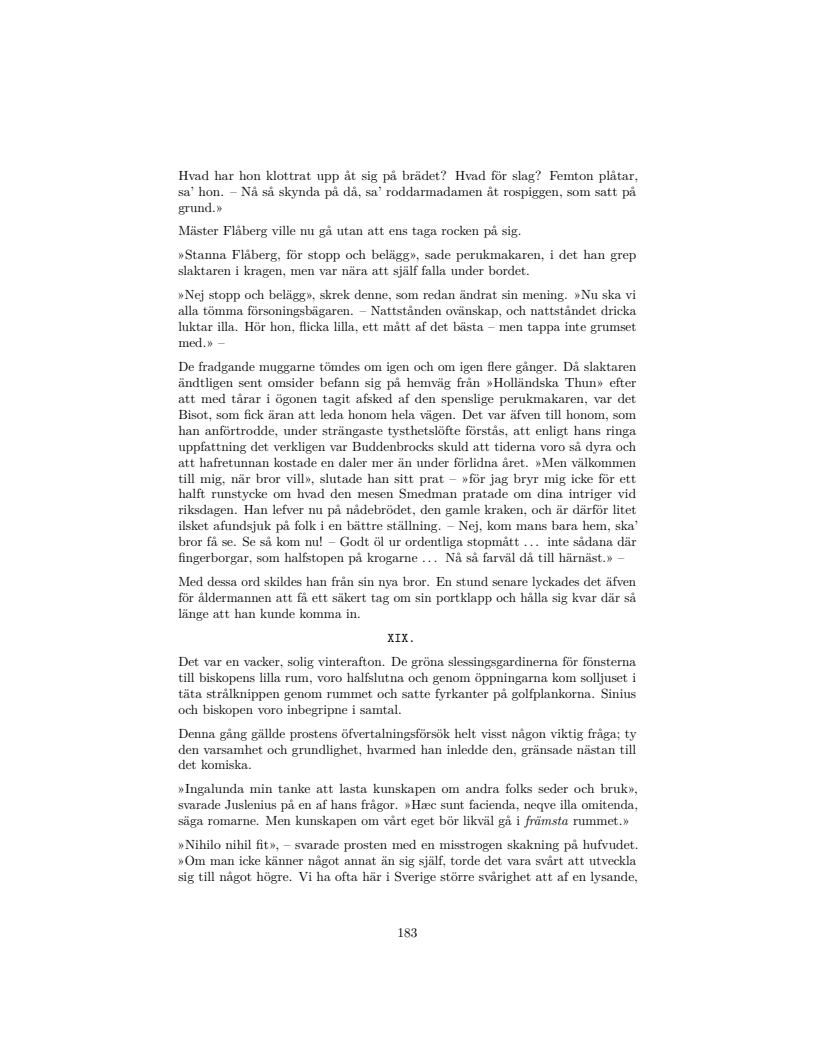 Hvad har hon klottrat upp åt sig på brädet? Hvad för slag? Femton plåtar,
sa’ hon. – Nå så skynda på då, sa’ roddarmadamen åt rospiggen, som satt på
grund.»
Mäster Flåberg ville nu gå utan att ens taga rocken på sig.
»Stanna Flåberg, för stopp och belägg», sade perukmakaren, i det han grep
slaktaren i kragen, men var nära att själf falla under bordet.
»Nej stopp och belägg», skrek denne, som redan ändrat sin mening. »Nu ska vi
alla tömma försoningsbägaren. – Nattstånden ovänskap, och nattståndet dricka
luktar illa. Hör hon, flicka lilla, ett mått af det bästa – men tappa inte grumset
med.» –
De fradgande muggarne tömdes om igen och om igen flere gånger. Då slaktaren
ändtligen sent omsider befann sig på hemväg från »Holländska Thun» efter
att med tårar i ögonen tagit afsked af den spenslige perukmakaren, var det
Bisot, som fick äran att leda honom hela vägen. Det var äfven till honom, som
han anförtrodde, under strängaste tysthetslöfte förstås, att enligt hans ringa
uppfattning det verkligen var Buddenbrocks skuld att tiderna voro så dyra och
att hafretunnan kostade en daler mer än under förlidna året. »Men välkommen
till mig, när bror vill», slutade han sitt prat – »för jag bryr mig icke för ett
halft runstycke om hvad den mesen Smedman pratade om dina intriger vid
riksdagen. Han lefver nu på nådebrödet, den gamle kraken, och är därför litet
ilsket afundsjuk på folk i en bättre ställning. – Nej, kom mans bara hem, ska’
bror få se. Se så kom nu! – Godt öl ur ordentliga stopmått . . . inte sådana där
fingerborgar, som halfstopen på krogarne . . . Nå så farväl då till härnäst.» –
Med dessa ord skildes han från sin nya bror. En stund senare lyckades det äfven
för åldermannen att få ett säkert tag om sin portklapp och hålla sig kvar där så
länge att han kunde komma in.
XIX.
Det var en vacker, solig vinterafton. De gröna slessingsgardinerna för fönsterna
till biskopens lilla rum, voro halfslutna och genom öppningarna kom solljuset i
täta strålknippen genom rummet och satte fyrkanter på golfplankorna. Sinius
och biskopen voro inbegripne i samtal.
Denna gång gällde prostens öfvertalningsförsök helt visst någon viktig fråga; ty
den varsamhet och grundlighet, hvarmed han inledde den, gränsade nästan till
det komiska.
»Ingalunda min tanke att lasta kunskapen om andra folks seder och bruk»,
svarade Juslenius på en af hans frågor. »Hæc sunt facienda, neqve illa omitenda,
säga romarne. Men kunskapen om vårt eget bör likväl gå i främsta rummet.»
»Nihilo nihil fit», – svarade prosten med en misstrogen skakning på hufvudet.
»Om man icke känner något annat än sig själf, torde det vara svårt att utveckla
sig till något högre. Vi ha ofta här i Sverige större svårighet att af en lysande,
183